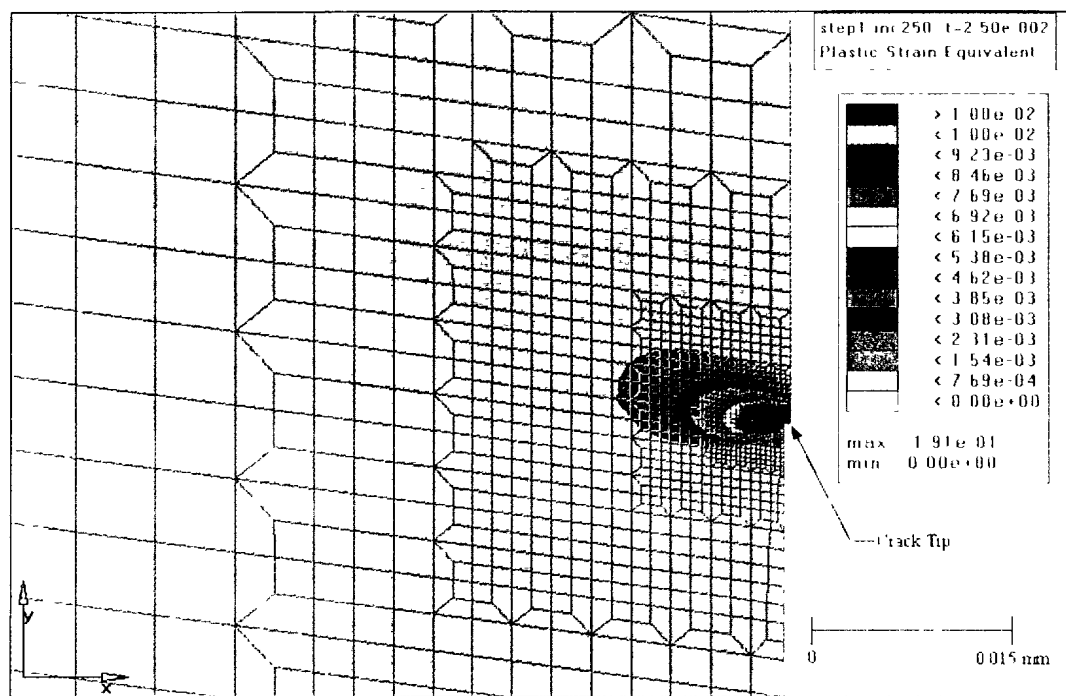 step1 inc250 t=2.50e-002
Plastic Strain Equivalent
> 1.00e-02
< 1.00e-02
< 9.23e-03
< 8.46e-03
< 7.69e-03
< 6.92e-03
< 6.15e-03
< 5.38e-03
< 4.62e-03
< 3.85e-03
< 3.08e-03
< 2.31e-03
< 1.54e-03
< 7.69e-04
< 0.00e+00
max 1.91e-01
min 0.00e+00
Crack Tip
y
x
0 0.015 mm